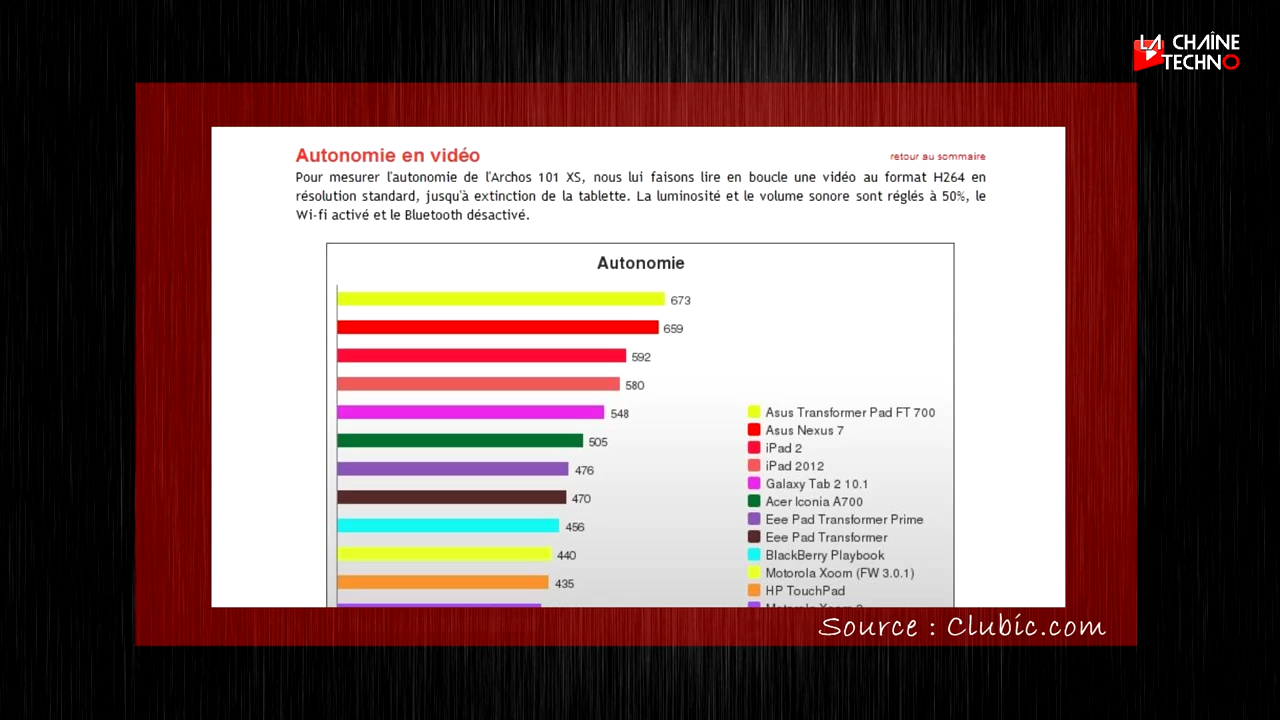 LA CHAÎNE
TECHNO
Autonomie en vidéo
retour au sommaire
Pour mesurer l'autonomie de l'Archos 101 XS, nous lui faisons lire en boucle une vidéo au format H264 en
résolution standard, jusqu'à extinction de la tablette. La luminosité et le volume sonore sont réglés à 50%, le
Wi-fi activé et le Bluetooth désactivé.
Autonomie
673
659
592
580
548
505
476
470
456
440
435
Asus Transformer Pad FT 700
Asus Nexus 7
iPad 2
iPad 2012
Galaxy Tab 2 10.1
Acer Iconia A700
Eee Pad Transformer Prime
Eee Pad Transformer
BlackBerry Playbook
Motorola Xoom (FW 3.0.1)
HP TouchPad
Source : Clubic.com